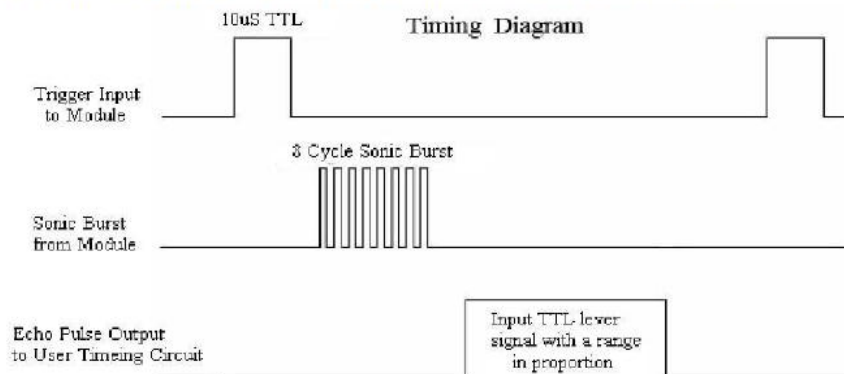 10uS TTL
Timing Diagram
Trigger Input
to Module
8 Cycle Sonic Burst
Sonic Burst
from Module
Echo Pulse Output
to User Timeing Circuit
Input TTL lever
signal with a range
in proportion